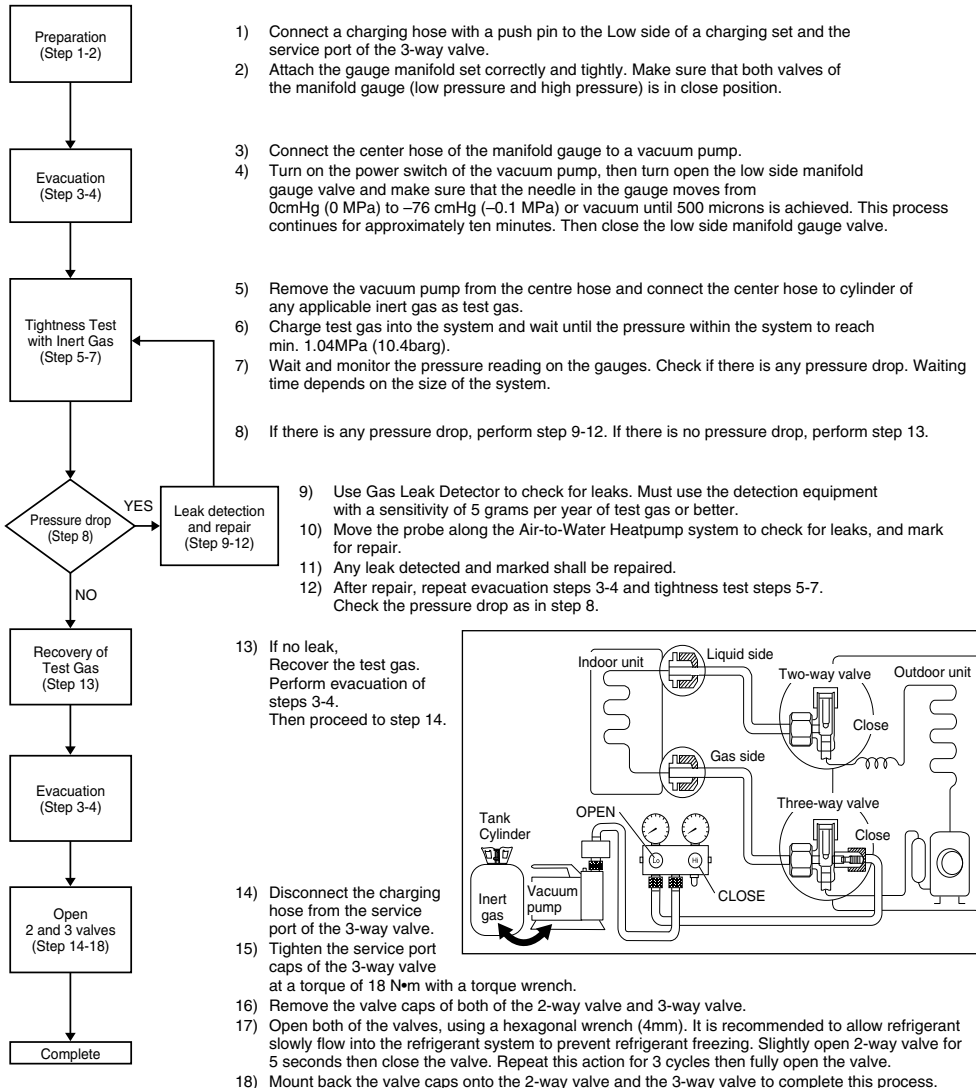 Preparation
(Step 1-2)
1) Connect a charging hose with a push pin to the Low side of a charging set and the
service port of the 3-way valve.
2) Attach the gauge manifold set correctly and tightly. Make sure that both valves of
the manifold gauge (low pressure and high pressure) is in close position.
Evacuation
(Step 3-4)
3) Connect the center hose of the manifold gauge to a vacuum pump.
4) Turn on the power switch of the vacuum pump, then turn open the low side manifold
gauge valve and make sure that the needle in the gauge moves from
0cmHg (0 MPa) to –76 cmHg (–0.1 MPa) or vacuum until 500 microns is achieved. This process
continues for approximately ten minutes. Then close the low side manifold gauge valve.
Tightness Test
with Inert Gas
(Step 5-7)
5) Remove the vacuum pump from the centre hose and connect the center hose to cylinder of
any applicable inert gas as test gas.
6) Charge test gas into the system and wait until the pressure within the system to reach
min. 1.04MPa (10.4barg).
7) Wait and monitor the pressure reading on the gauges. Check if there is any pressure drop. Waiting
time depends on the size of the system.
8) If there is any pressure drop, perform step 9-12. If there is no pressure drop, perform step 13.
Pressure drop
(Step 8)
YES
NO
Leak detection
and repair
(Step 9-12)
9) Use Gas Leak Detector to check for leaks. Must use the detection equipment
with a sensitivity of 5 grams per year of test gas or better.
10) Move the probe along the Air-to-Water Heatpump system to check for leaks, and mark
for repair.
11) Any leak detected and marked shall be repaired.
12) After repair, repeat evacuation steps 3-4 and tightness test steps 5-7.
Check the pressure drop as in step 8.
Recovery of
Test Gas
(Step 13)
13) If no leak,
Recover the test gas.
Perform evacuation of
steps 3-4.
Then proceed to step 14.
Indoor unit
Liquid side
Two-way valve
Outdoor unit
Close
Gas side
Three-way valve
Close
OPEN
Lo
Hi
CLOSE
Tank
Cylinder
Inert
gas
Vacuum
pump
Evacuation
(Step 3-4)
Open
2 and 3 valves
(Step 14-18)
14) Disconnect the charging
hose from the service
port of the 3-way valve.
15) Tighten the service port
caps of the 3-way valve
at a torque of 18 N•m with a torque wrench.
16) Remove the valve caps of both of the 2-way valve and 3-way valve.
17) Open both of the valves, using a hexagonal wrench (4mm). It is recommended to allow refrigerant
slowly flow into the refrigerant system to prevent refrigerant freezing. Slightly open 2-way valve for
5 seconds then close the valve. Repeat this action for 3 cycles then fully open the valve.
18) Mount back the valve caps onto the 2-way valve and the 3-way valve to complete this process.
Complete